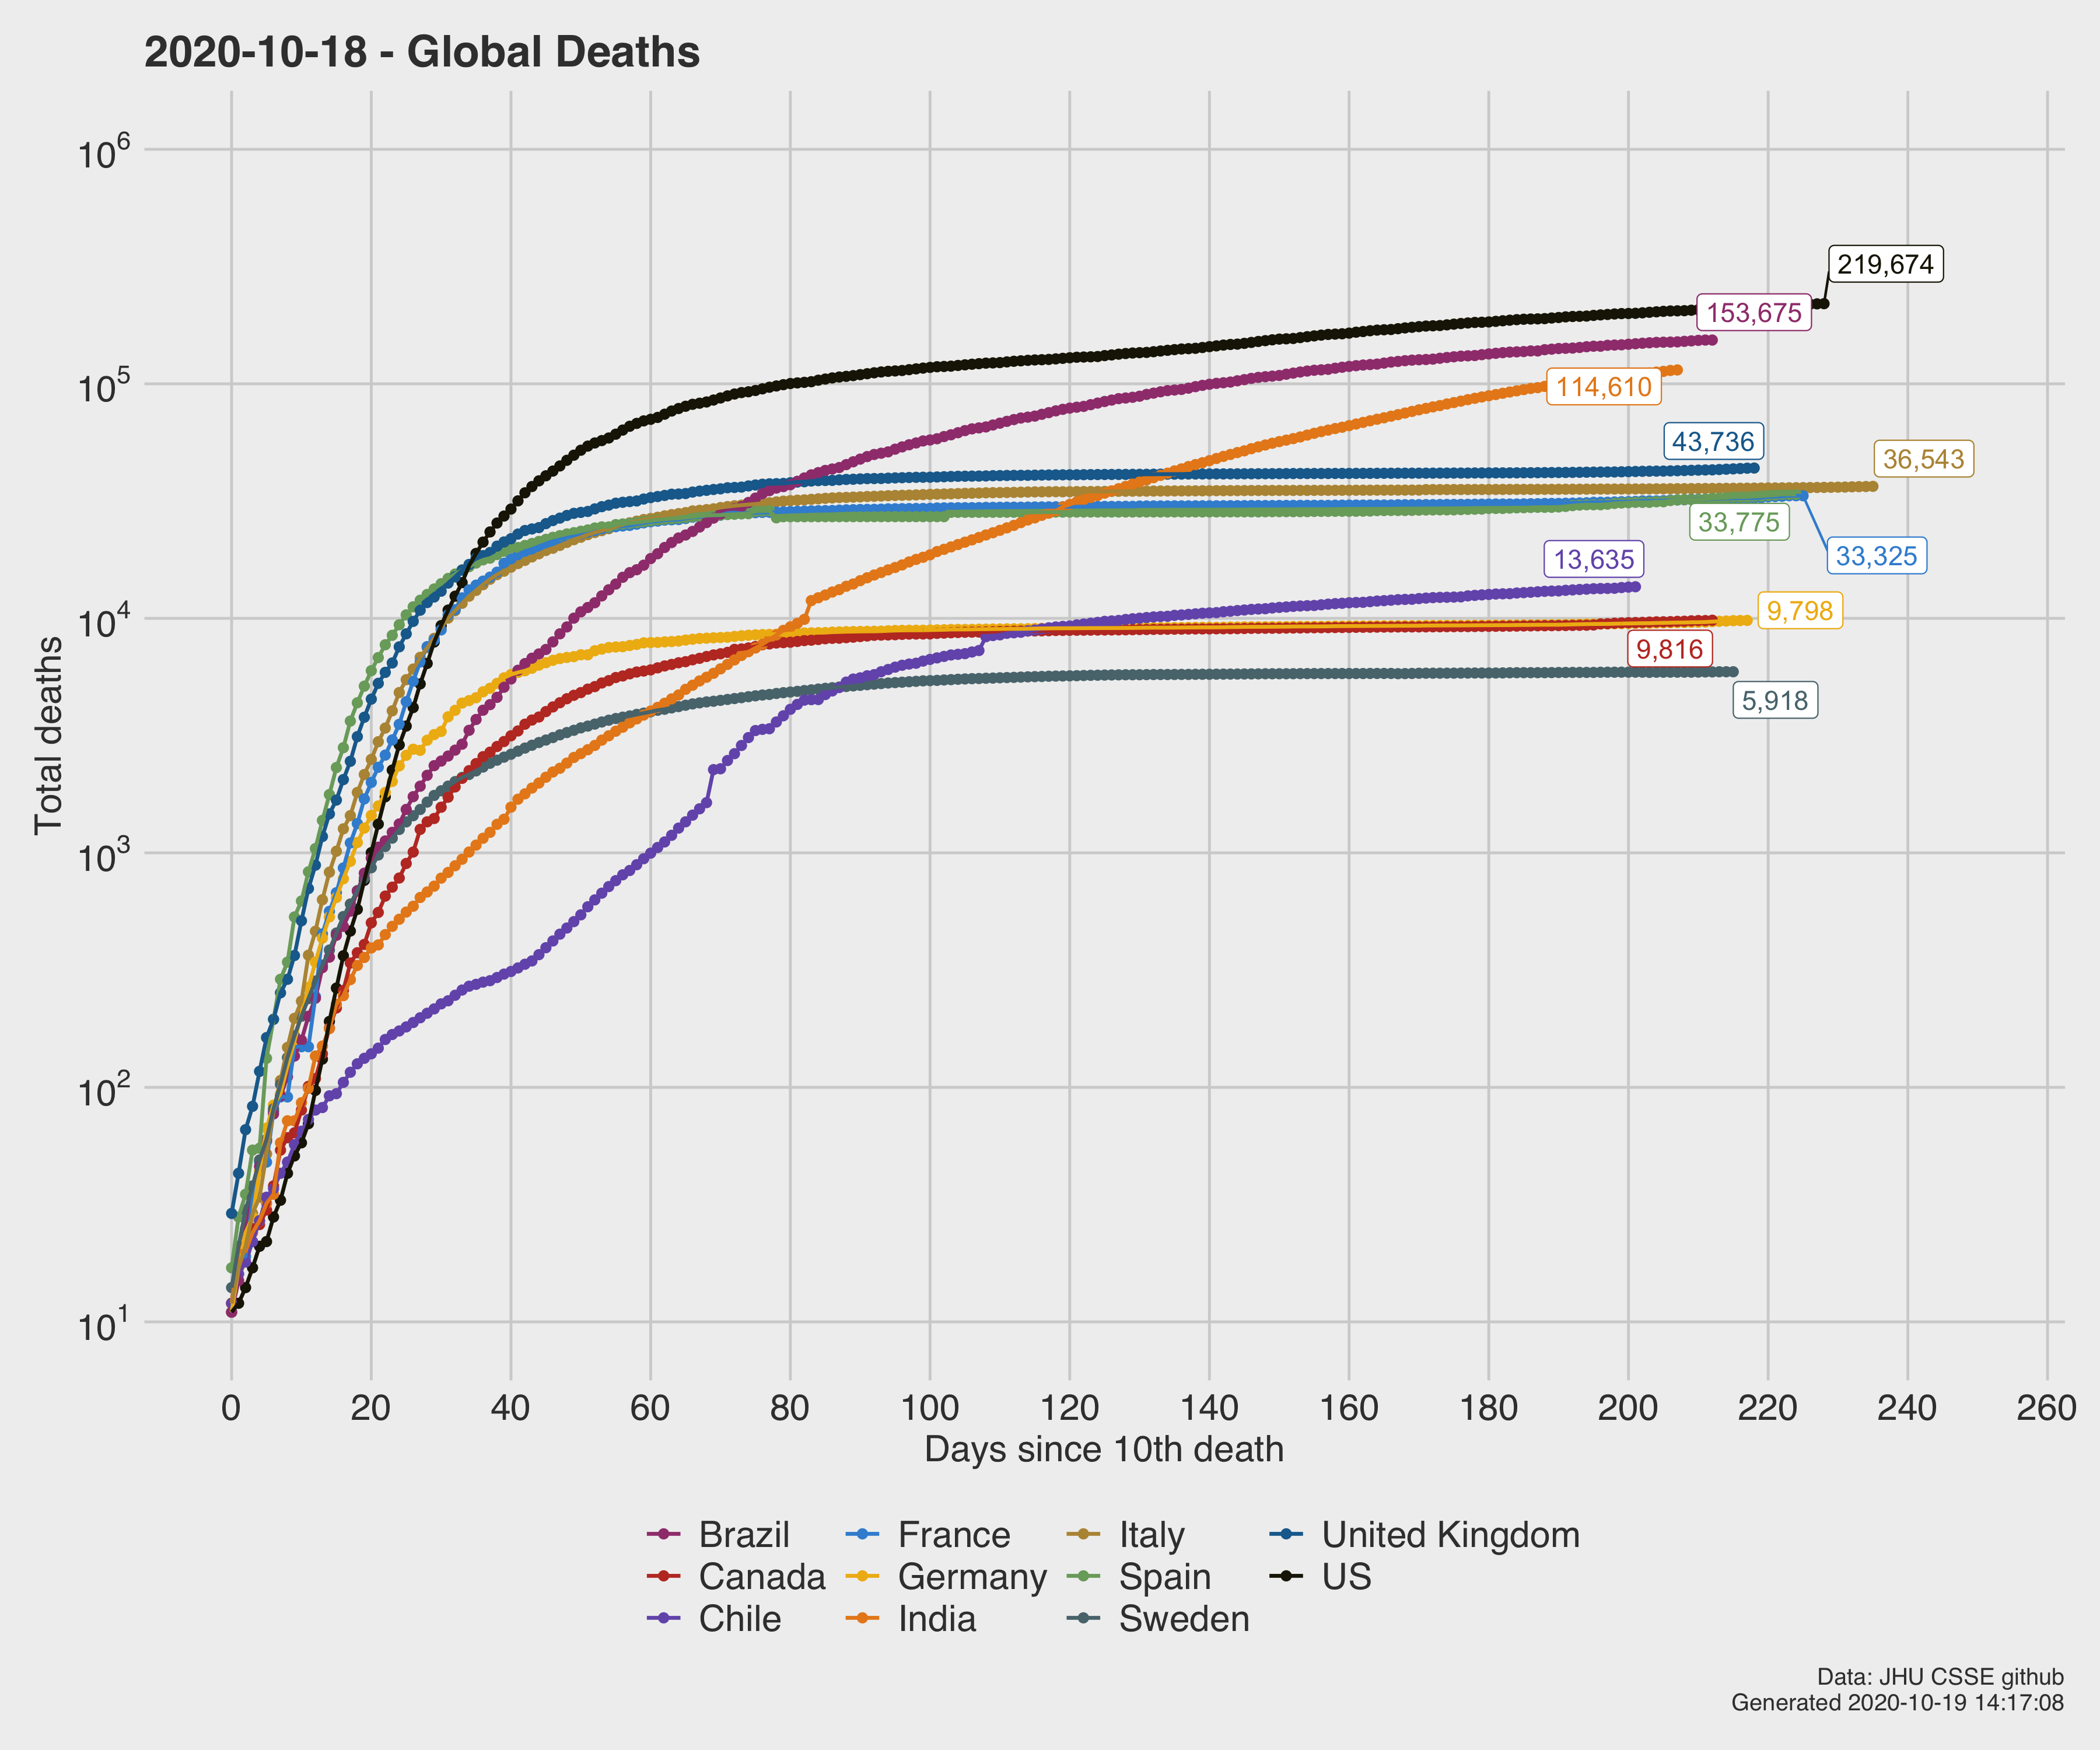 2020-10-18 - Global Deaths
10^6
10^5
10^4
10^3
10^2
10^1
Total deaths
219,674
153,675
114,610
43,736
36,543
33,775
33,325
13,635
9,798
9,816
5,918
0 20 40 60 80 100 120 140 160 180 200 220 240 260
Days since 10th death
Brazil France Italy United Kingdom
Canada Germany Spain US
Chile India Sweden
Data: JHU CSSE github
Generated 2020-10-19 14:17:08